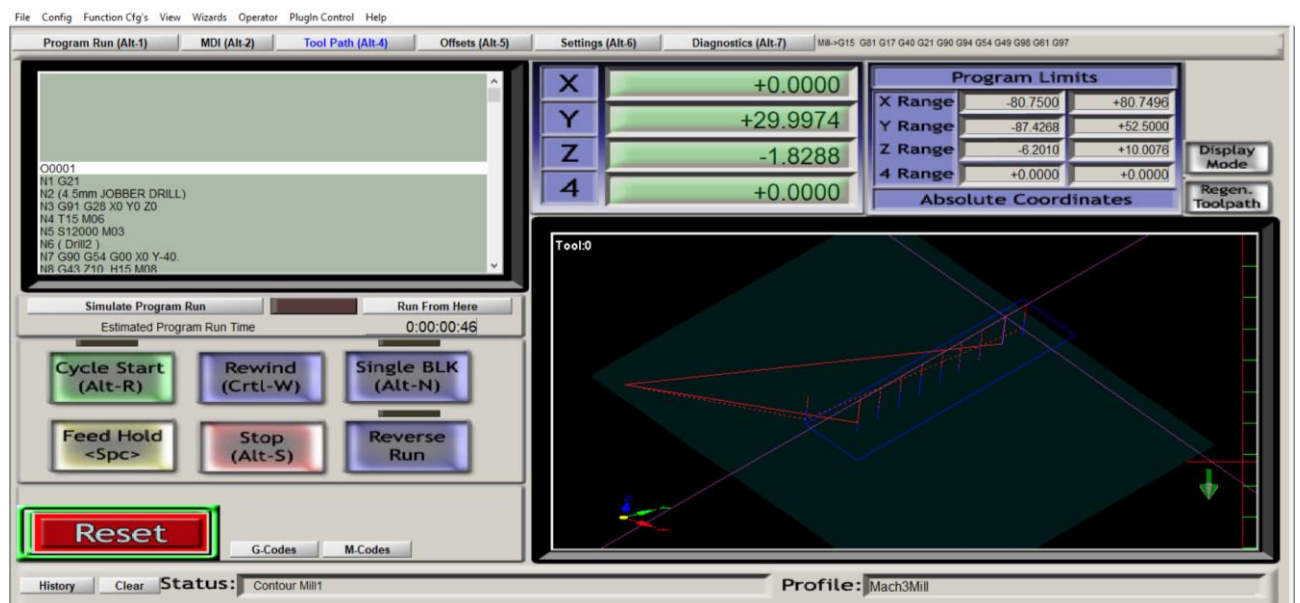 File Config Function Cfg's View Wizards Operator PlugIn Control Help
Program Run (Alt-1) MDI (Alt-2) Tool Path (Alt-4) Offsets (Alt-5) Settings (Alt-6) Diagnostics (Alt-7) Mill->G15 G81 G17 G40 G21 G90 G94 G54 G49 G98 G61 G97
O0001
N1 G21
N2 (4.5mm JOBBER DRILL)
N3 G91 G28 X0 Y0 Z0
N4 T15 M06
N5 S12000 M03
N6 ( Drill2 )
N7 G90 G54 G00 X0 Y-40.
N8 G43 Z10. H15 M08
X +0.0000
Y +29.9974
Z -1.8288
4 +0.0000
Program Limits
X Range -80.7500 +80.7496
Y Range -87.4268 +52.5000
Z Range -6.2010 +10.0076
4 Range +0.0000 +0.0000
Absolute Coordinates
Display
Mode
Regen.
Toolpath
Tool:0
Simulate Program Run Run From Here
Estimated Program Run Time 0:00:00:46
Cycle Start
(Alt-R)
Rewind
(Crtl-W)
Single BLK
(Alt-N)
Feed Hold
<Spc>
Stop
(Alt-S)
Reverse
Run
Reset
G-Codes M-Codes
History Clear Status: Contour Mill1 Profile: Mach3Mill